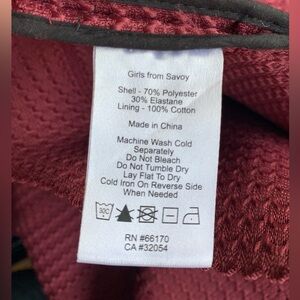 Girls from Savoy
Shell - 70% Polyester
30% Elastane
Lining - 100% Cotton
Made in China
Machine Wash Cold
Separately
Do Not Bleach
Do Not Tumble Dry
Lay Flat To Dry
Cold Iron On Reverse Side
When Needed
30C
RN #66170
CA #32054